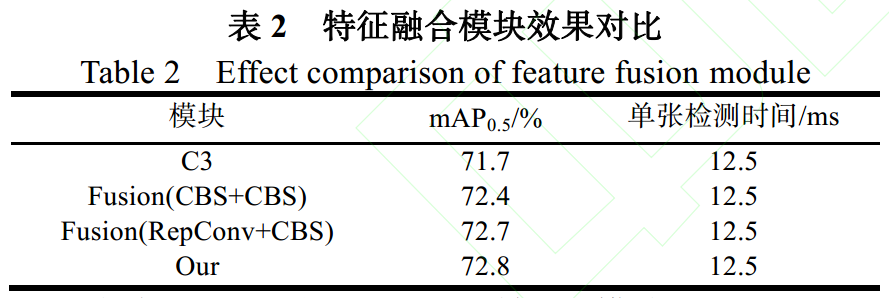 表 2 特征融合模块效果对比
Table 2 Effect comparison of feature fusion module
模块 mAP0.5/% 单张检测时间/ms
C3 71.7 12.5
Fusion(CBS+CBS) 72.4 12.5
Fusion(RepConv+CBS) 72.7 12.5
Our 72.8 12.5